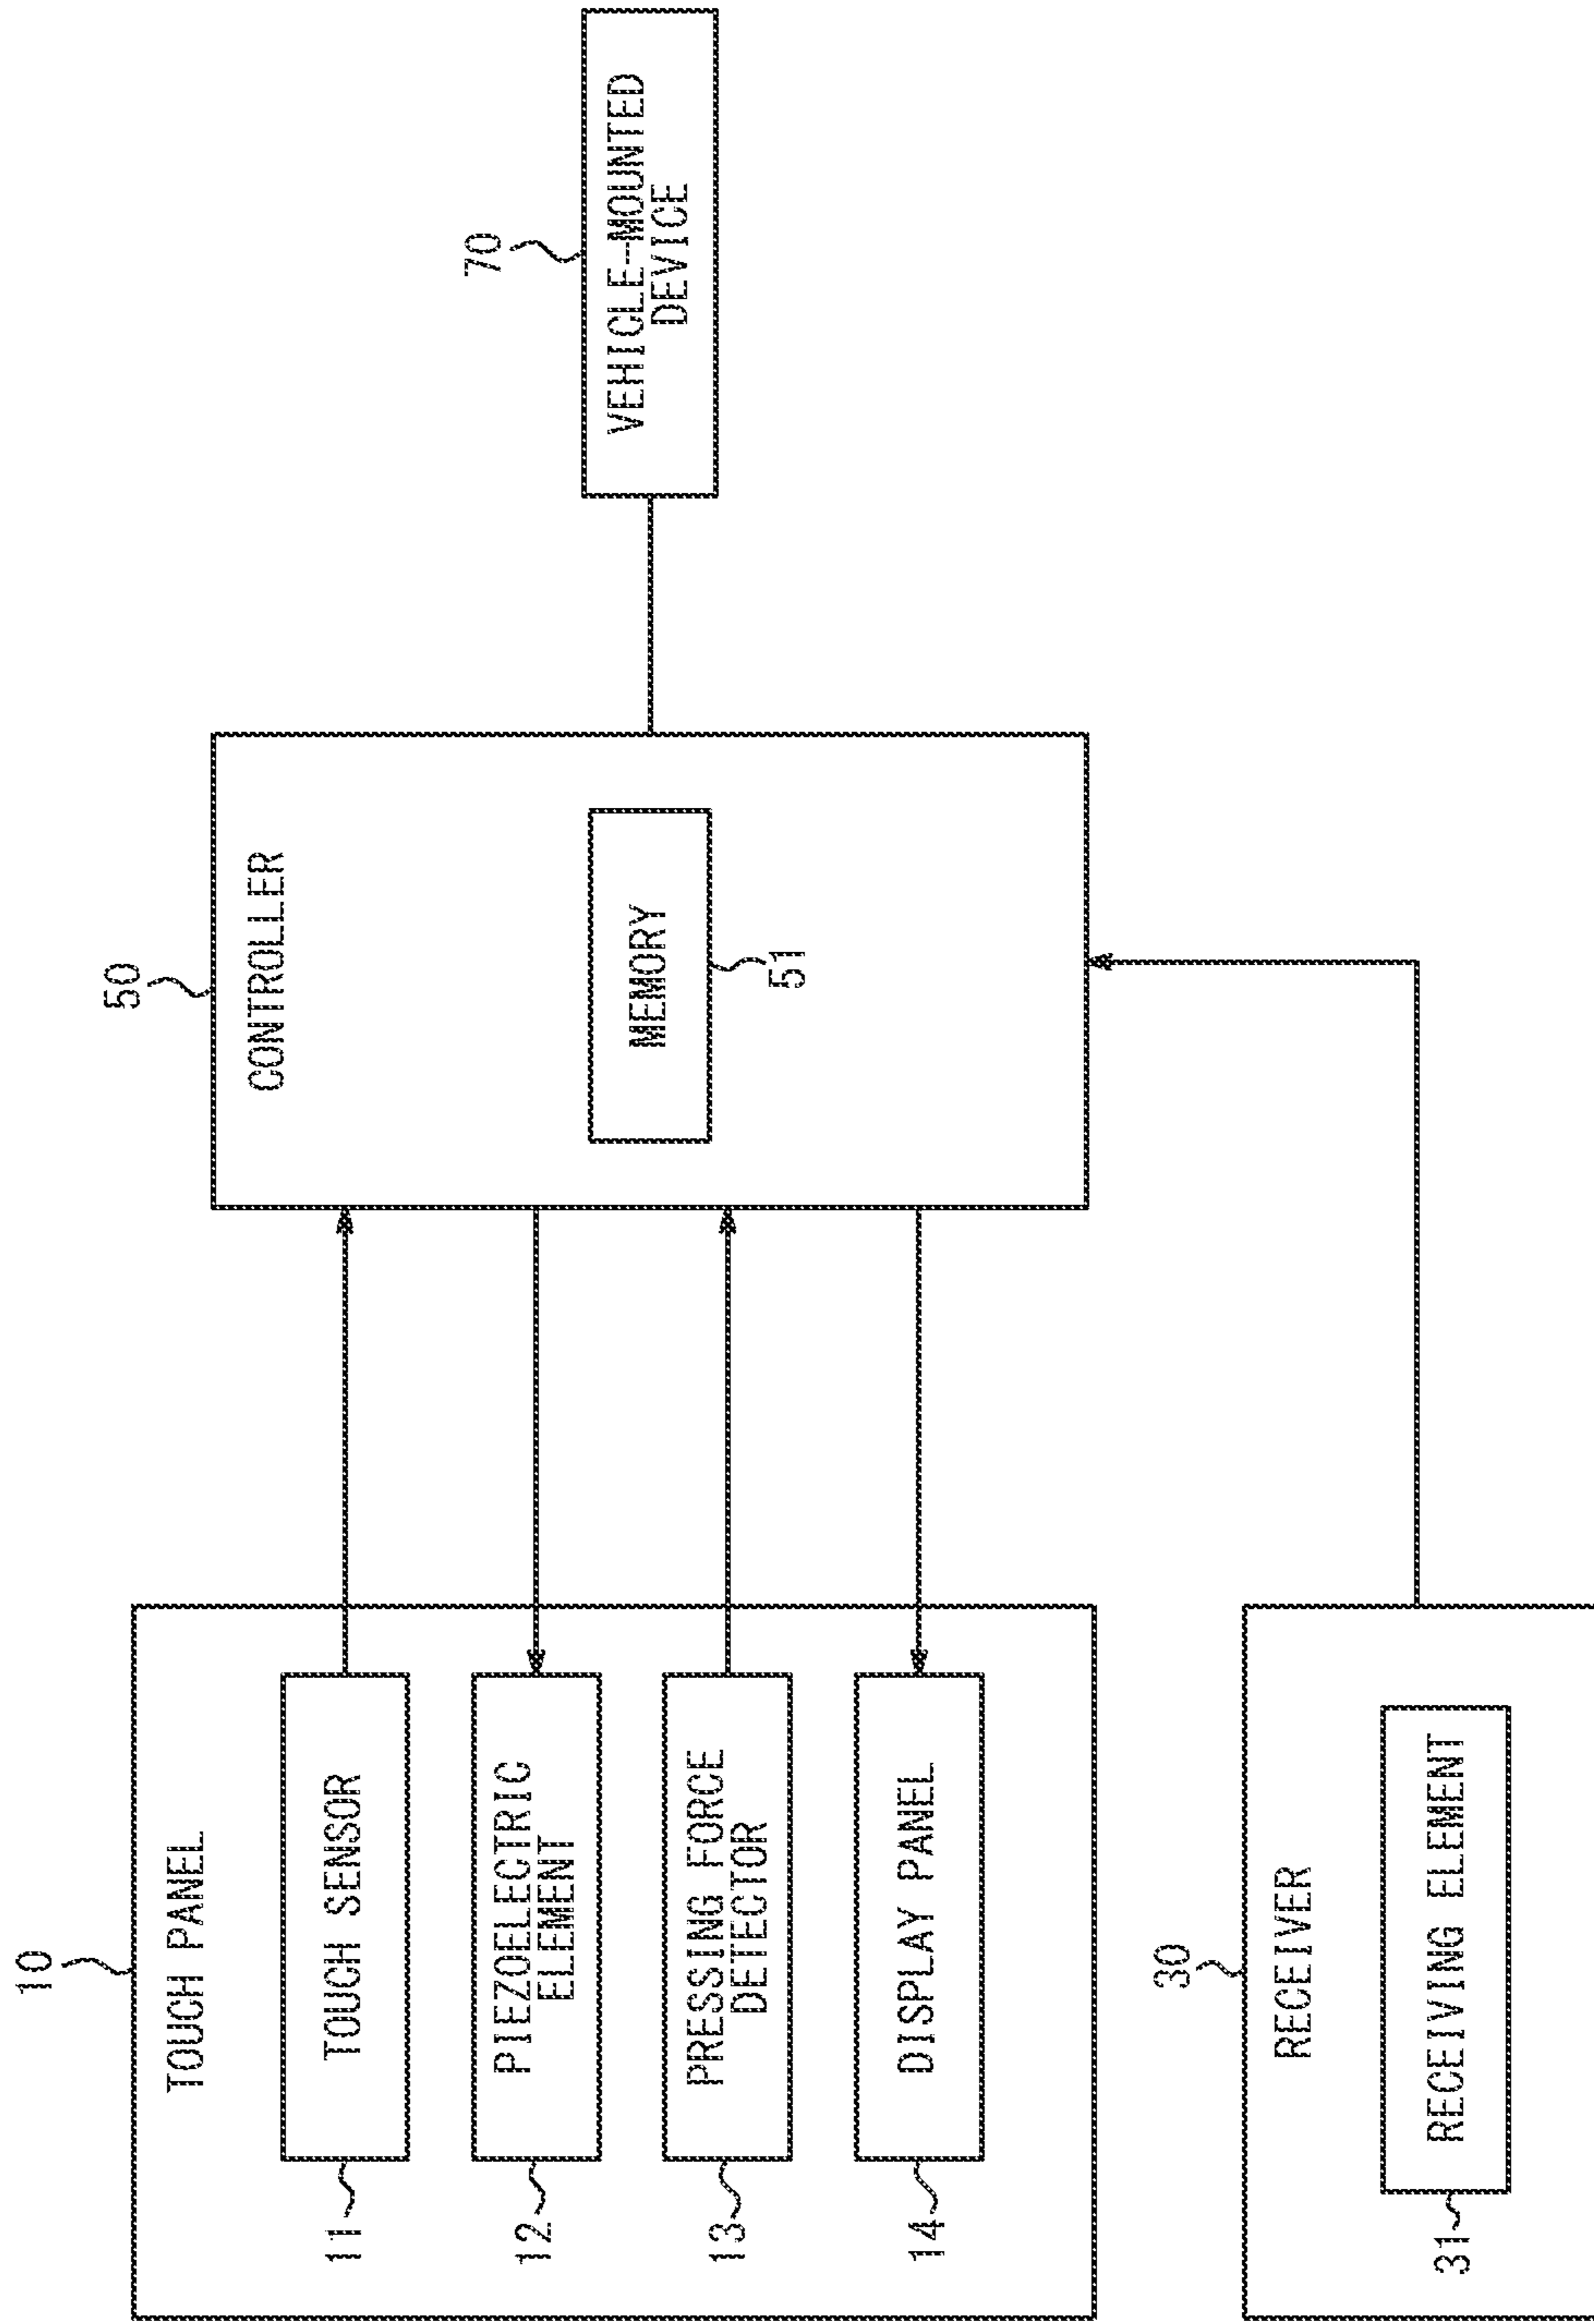 10
TOUCH PANEL
11
TOUCH SENSOR
12
PIEZOELECTRIC
ELEMENT
13
PRESSING FORCE
DETECTOR
14
DISPLAY PANEL
30
RECEIVER
31
RECEIVING ELEMENT
50
CONTROLLER
MEMORY
51
70
VEHICLE-MOUNTED
DEVICE